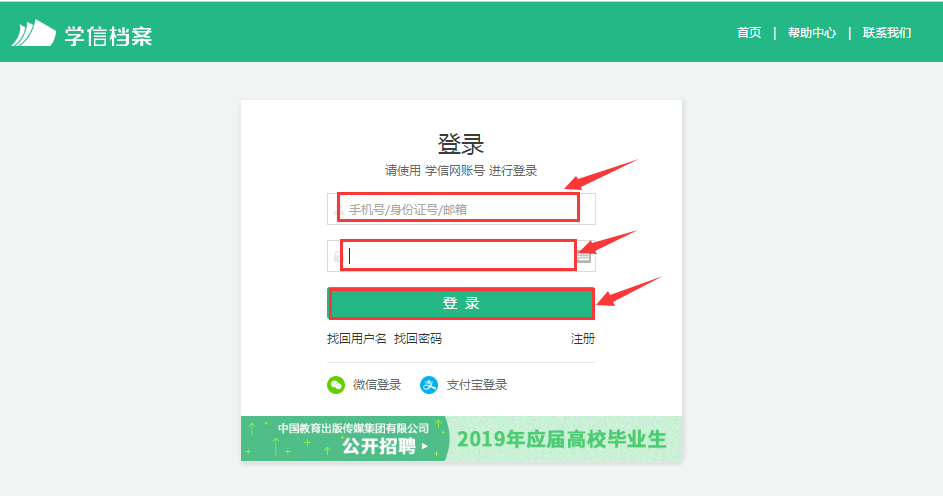 学信档案
首页 | 帮助中心 | 联系我们
登录
请使用 学信网账号 进行登录
手机号/身份证号/邮箱
登 录
找回用户名 找回密码 注册
微信登录 支付宝登录
中国教育出版传媒集团有限公司
公开招聘
2019年应届高校毕业生